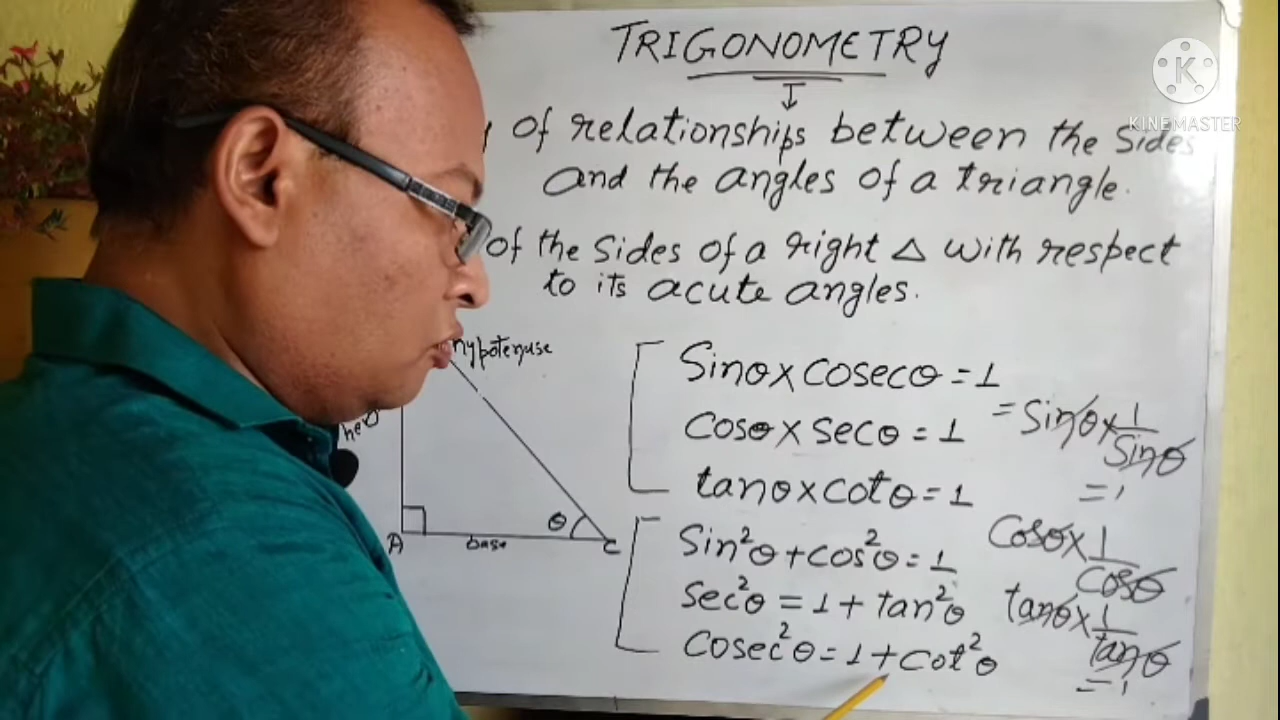 TRIGONOMETRY
K
KINEMASTER
of relationships between the sides
and the angles of a triangle.
of the sides of a right Δ with respect
to its acute angles.
hypotenuse
A
base
θ
C
Sinθ×cosecθ=1
cosθ×secθ=1
tanθ×cotθ=1
Sin²θ+cos²θ=1
sec²θ=1+tan²θ
cosec²θ=1+cot²θ
=Sinθ×1/Sinθ
=1
Cosθ×1/Cosθ
tanθ×1/tanθ
=1